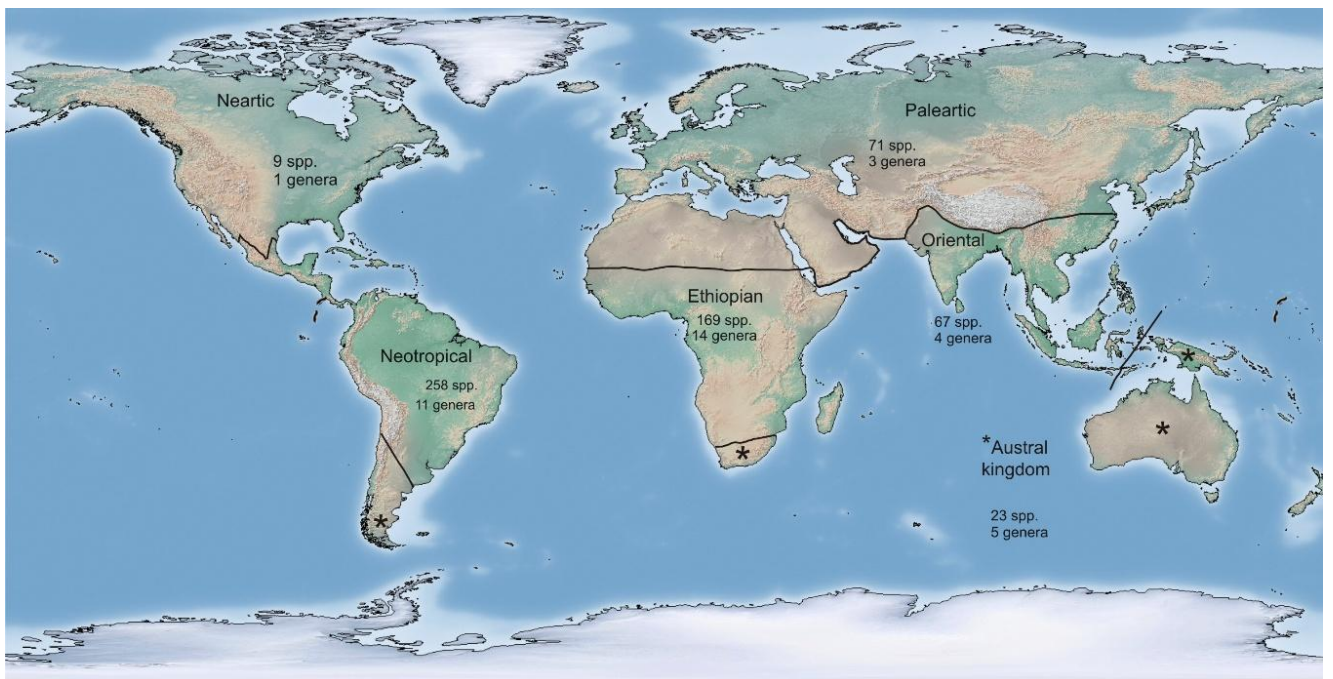 Neartic
9 spp.
1 genera
Paleartic
71 spp.
3 genera
Oriental
67 spp.
4 genera
Ethiopian
169 spp.
14 genera
Neotropical
258 spp.
11 genera
*Austral
kingdom
23 spp.
5 genera
*
*
*
*